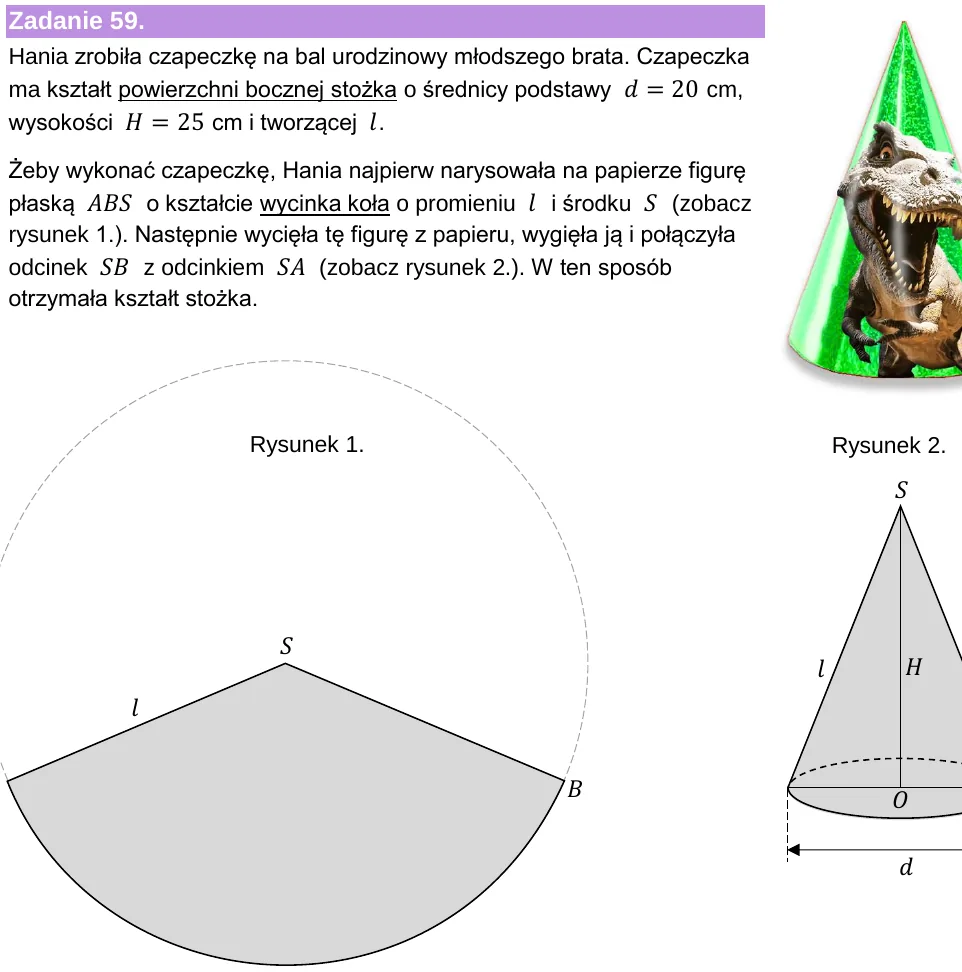 Zadanie 59.
Hania zrobiła czapeczkę na bal urodzinowy młodszego brata. Czapeczka
ma kształt powierzchni bocznej stożka o średnicy podstawy d = 20 cm,
wysokości H = 25 cm i tworzącej l.
Żeby wykonać czapeczkę, Hania najpierw narysowała na papierze figurę
płaską ABS o kształcie wycinka koła o promieniu l i środku S (zobacz
rysunek 1.). Następnie wycięła tę figurę z papieru, wygięła ją i połączyła
odcinek SB z odcinkiem SA (zobacz rysunek 2.). W ten sposób
otrzymała kształt stożka.
Rysunek 1.
S
l
B
Rysunek 2.
S
l
H
O
d